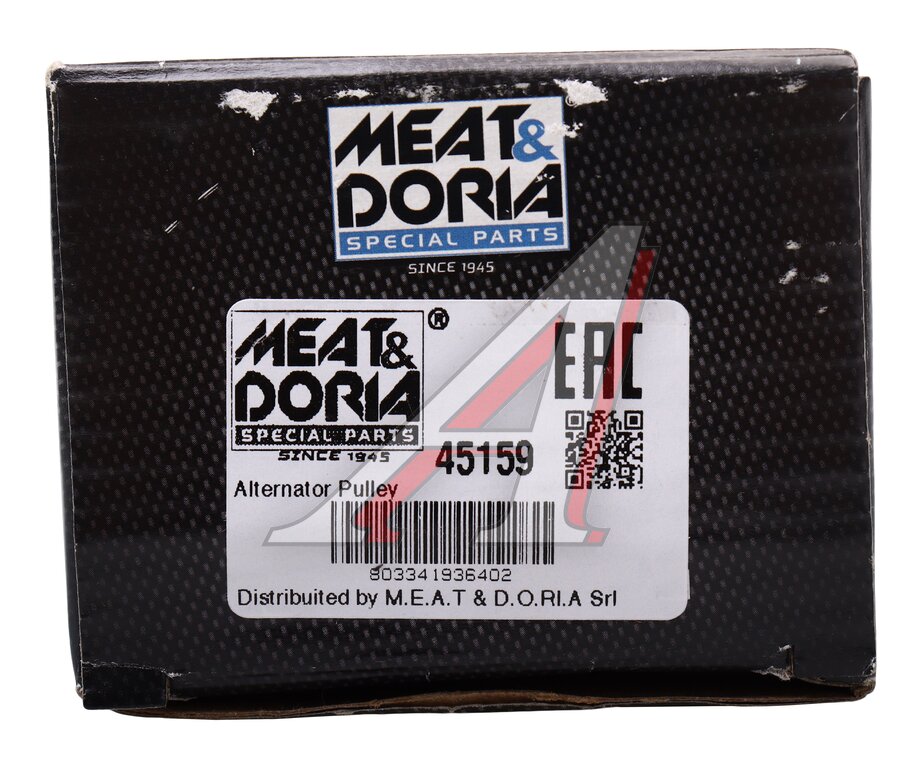 MEAT&
DORIA
SPECIAL PARTS
SINCE 1945
MEAT& ®
DORIA
SPECIAL PARTS
SINCE 1945
EAC
45159
Alternator Pulley
803341936402
Distribuited by M.E.A.T & D.O.RI.A Srl